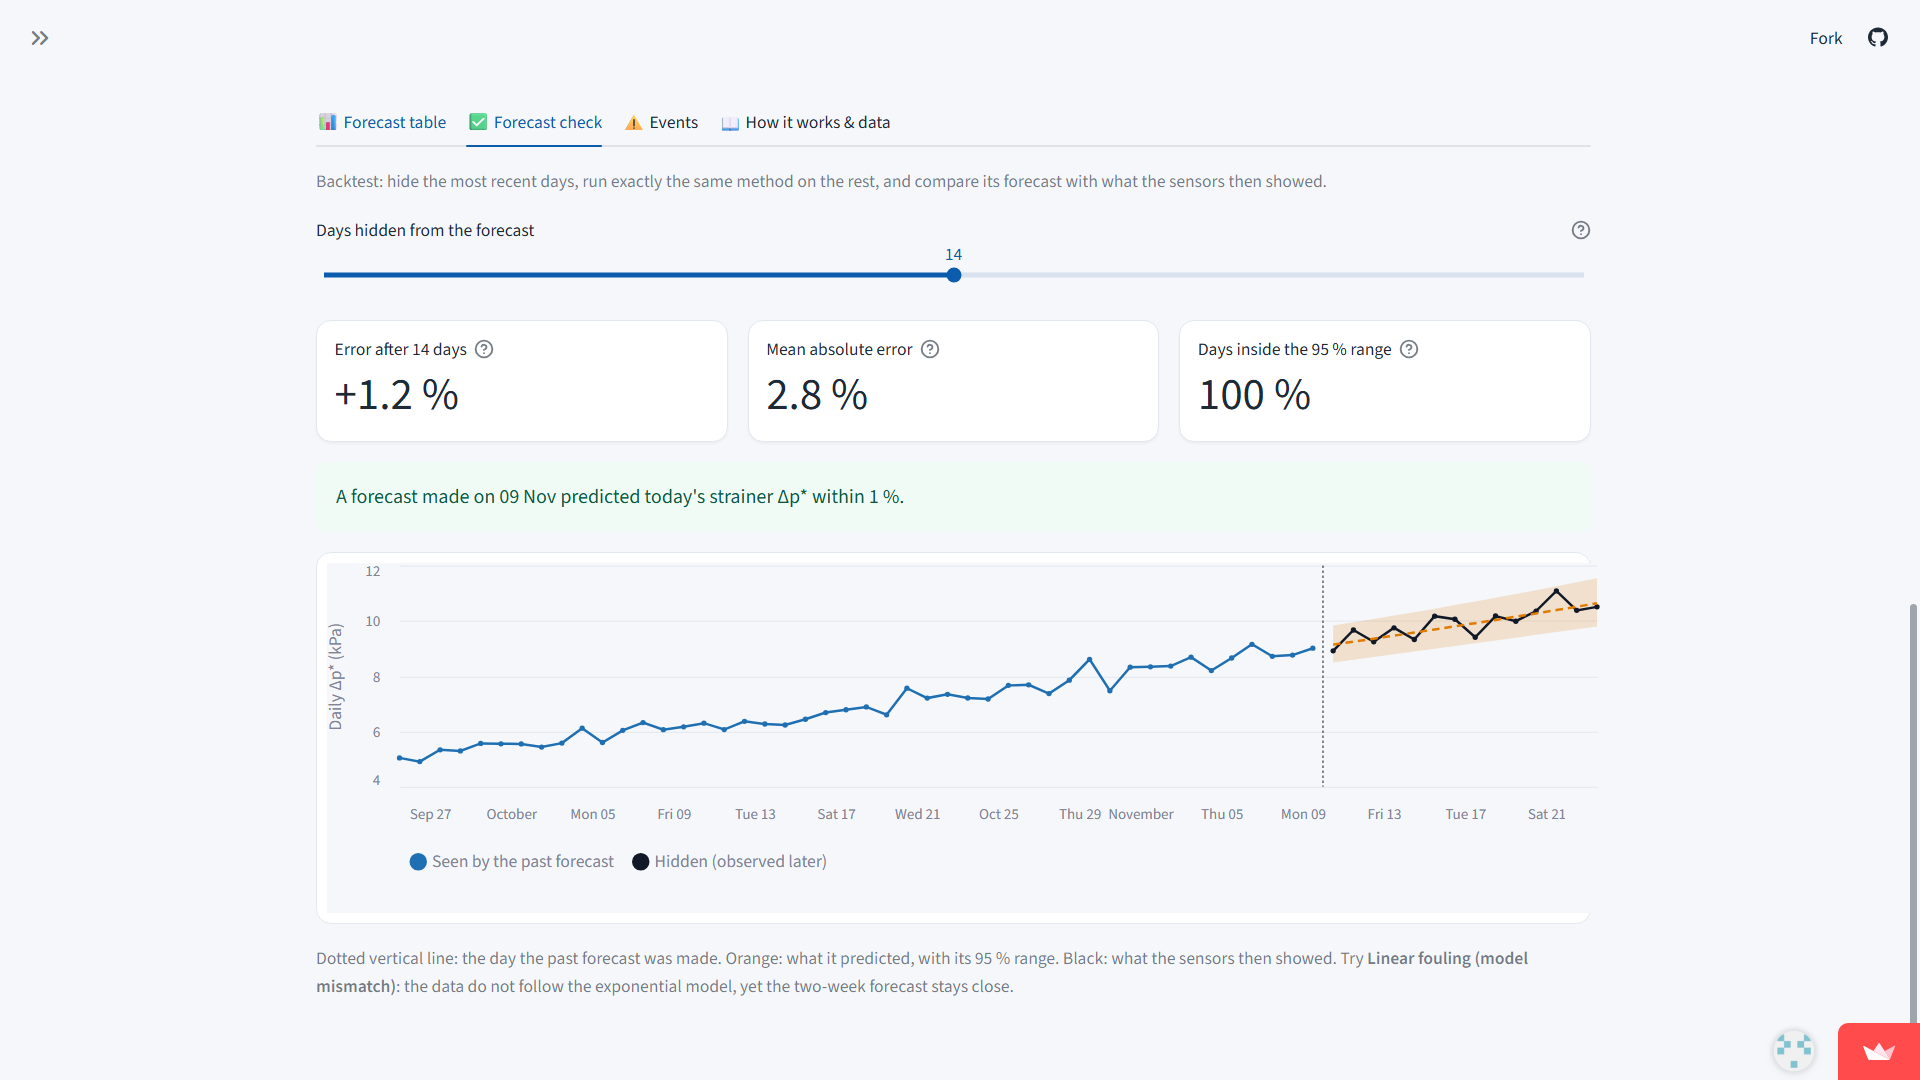 Fork
Forecast table
Forecast check
Events
How it works & data
Backtest: hide the most recent days, run exactly the same method on the rest, and compare its forecast with what the sensors then showed.
Days hidden from the forecast
14
Error after 14 days
+1.2 %
Mean absolute error
2.8 %
Days inside the 95 % range
100 %
A forecast made on 09 Nov predicted today's strainer Δp* within 1 %.
Daily Δp* (kPa)
12
10
8
6
4
Sep 27 October Mon 05 Fri 09 Tue 13 Sat 17 Wed 21 Oct 25 Thu 29 November Thu 05 Mon 09 Fri 13 Tue 17 Sat 21
Seen by the past forecast
Hidden (observed later)
Dotted vertical line: the day the past forecast was made. Orange: what it predicted, with its 95 % range. Black: what the sensors then showed. Try Linear fouling (model
mismatch): the data do not follow the exponential model, yet the two-week forecast stays close.